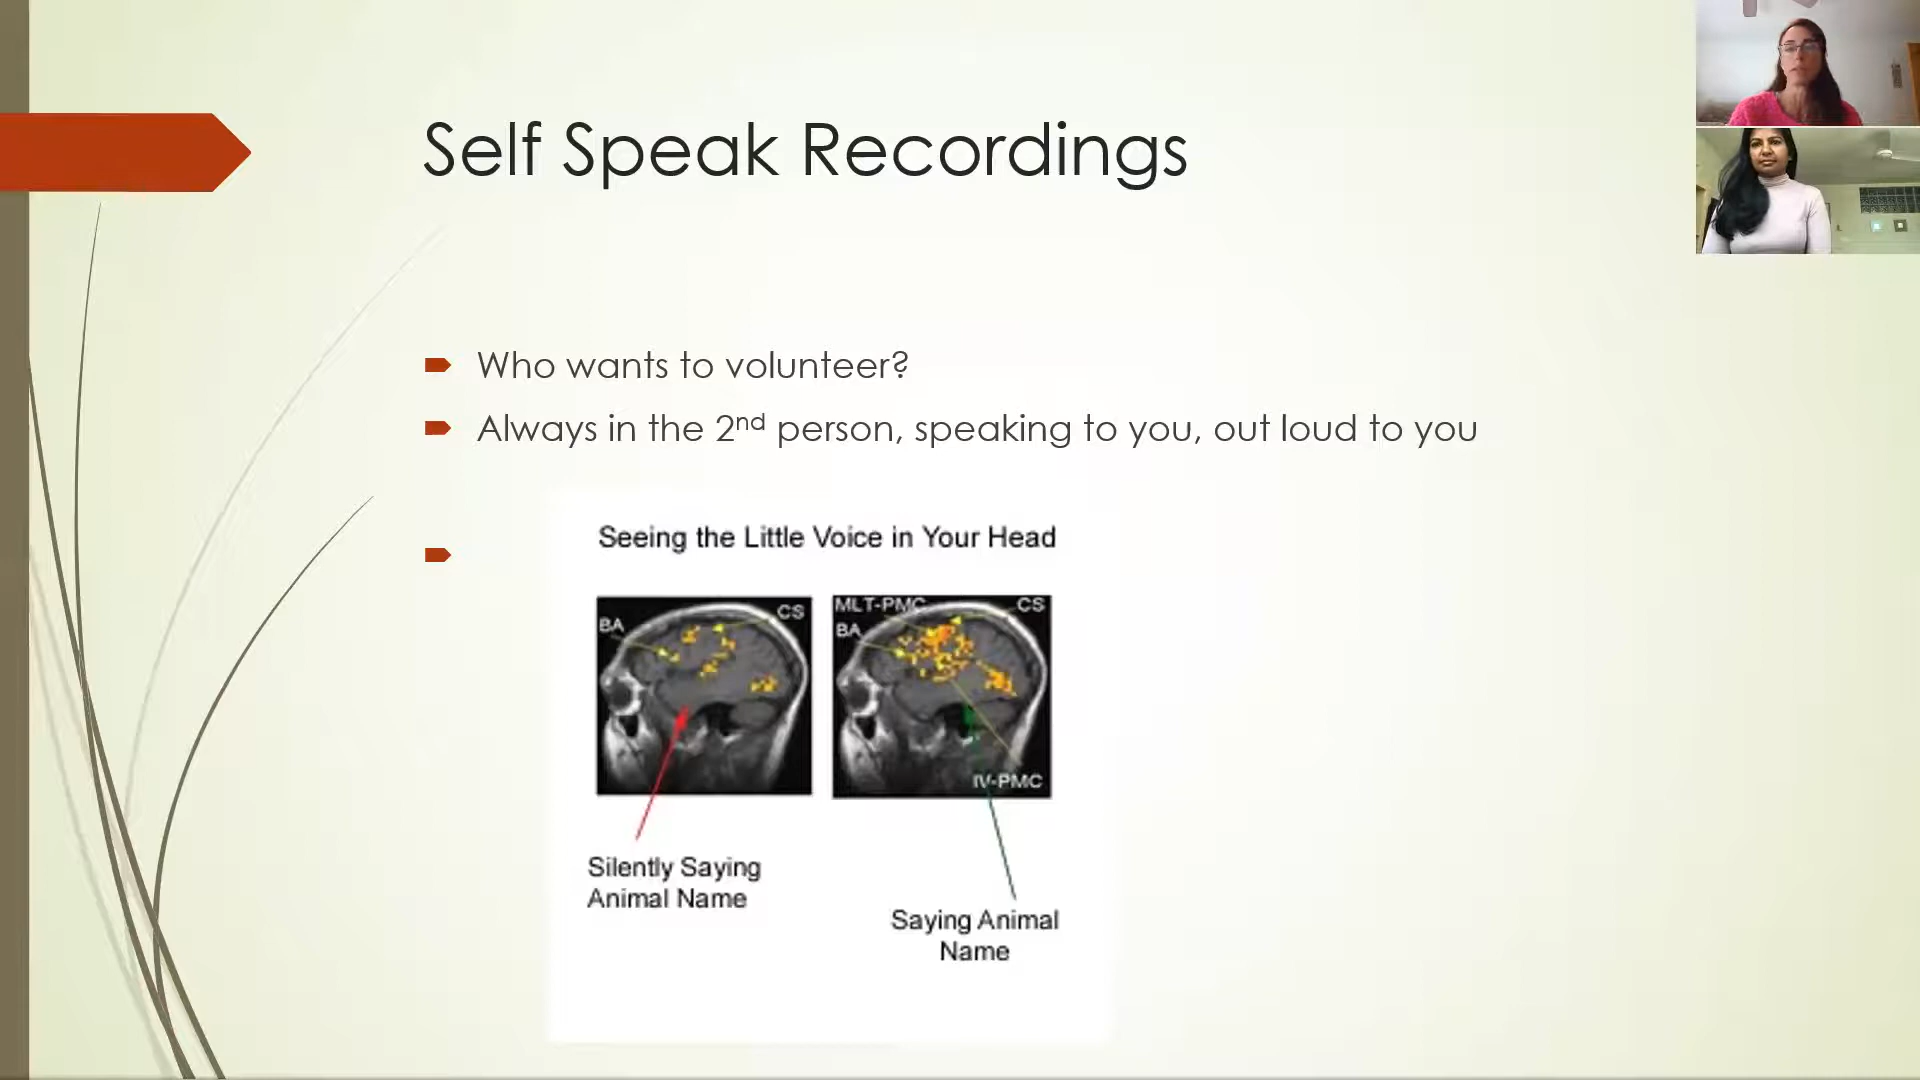 Self Speak Recordings
Who wants to volunteer?
Always in the 2nd person, speaking to you, out loud to you
Seeing the Little Voice in Your Head
BA
CS
MLT-PMC
CS
BA
IV-PMC
Silently Saying
Animal Name
Saying Animal
Name